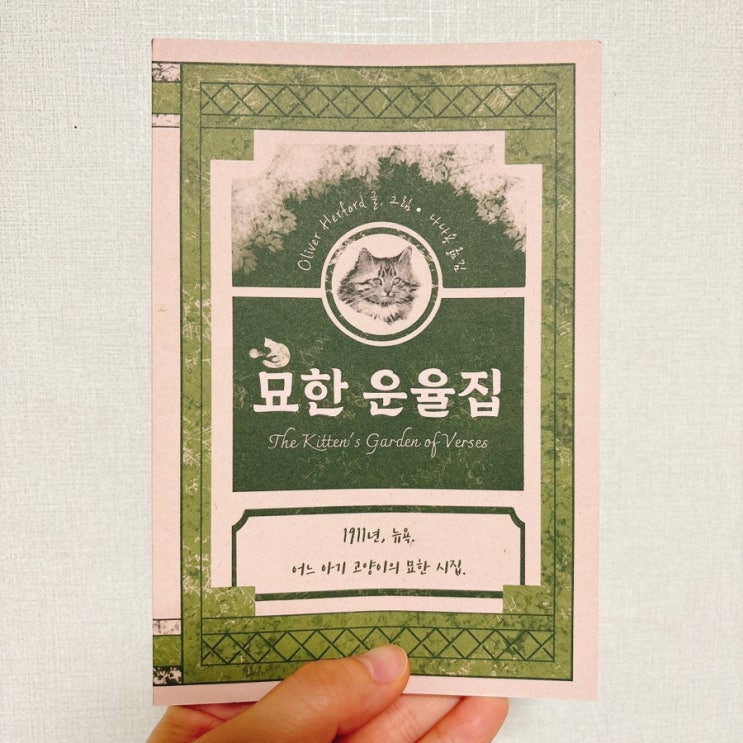 Oliver Herford 글, 그림 • 나나용 옮김
묘한 운율집
The Kitten's Garden of Verses
1911년, 뉴욕.
어느 아기 고양이의 묘한 시집.